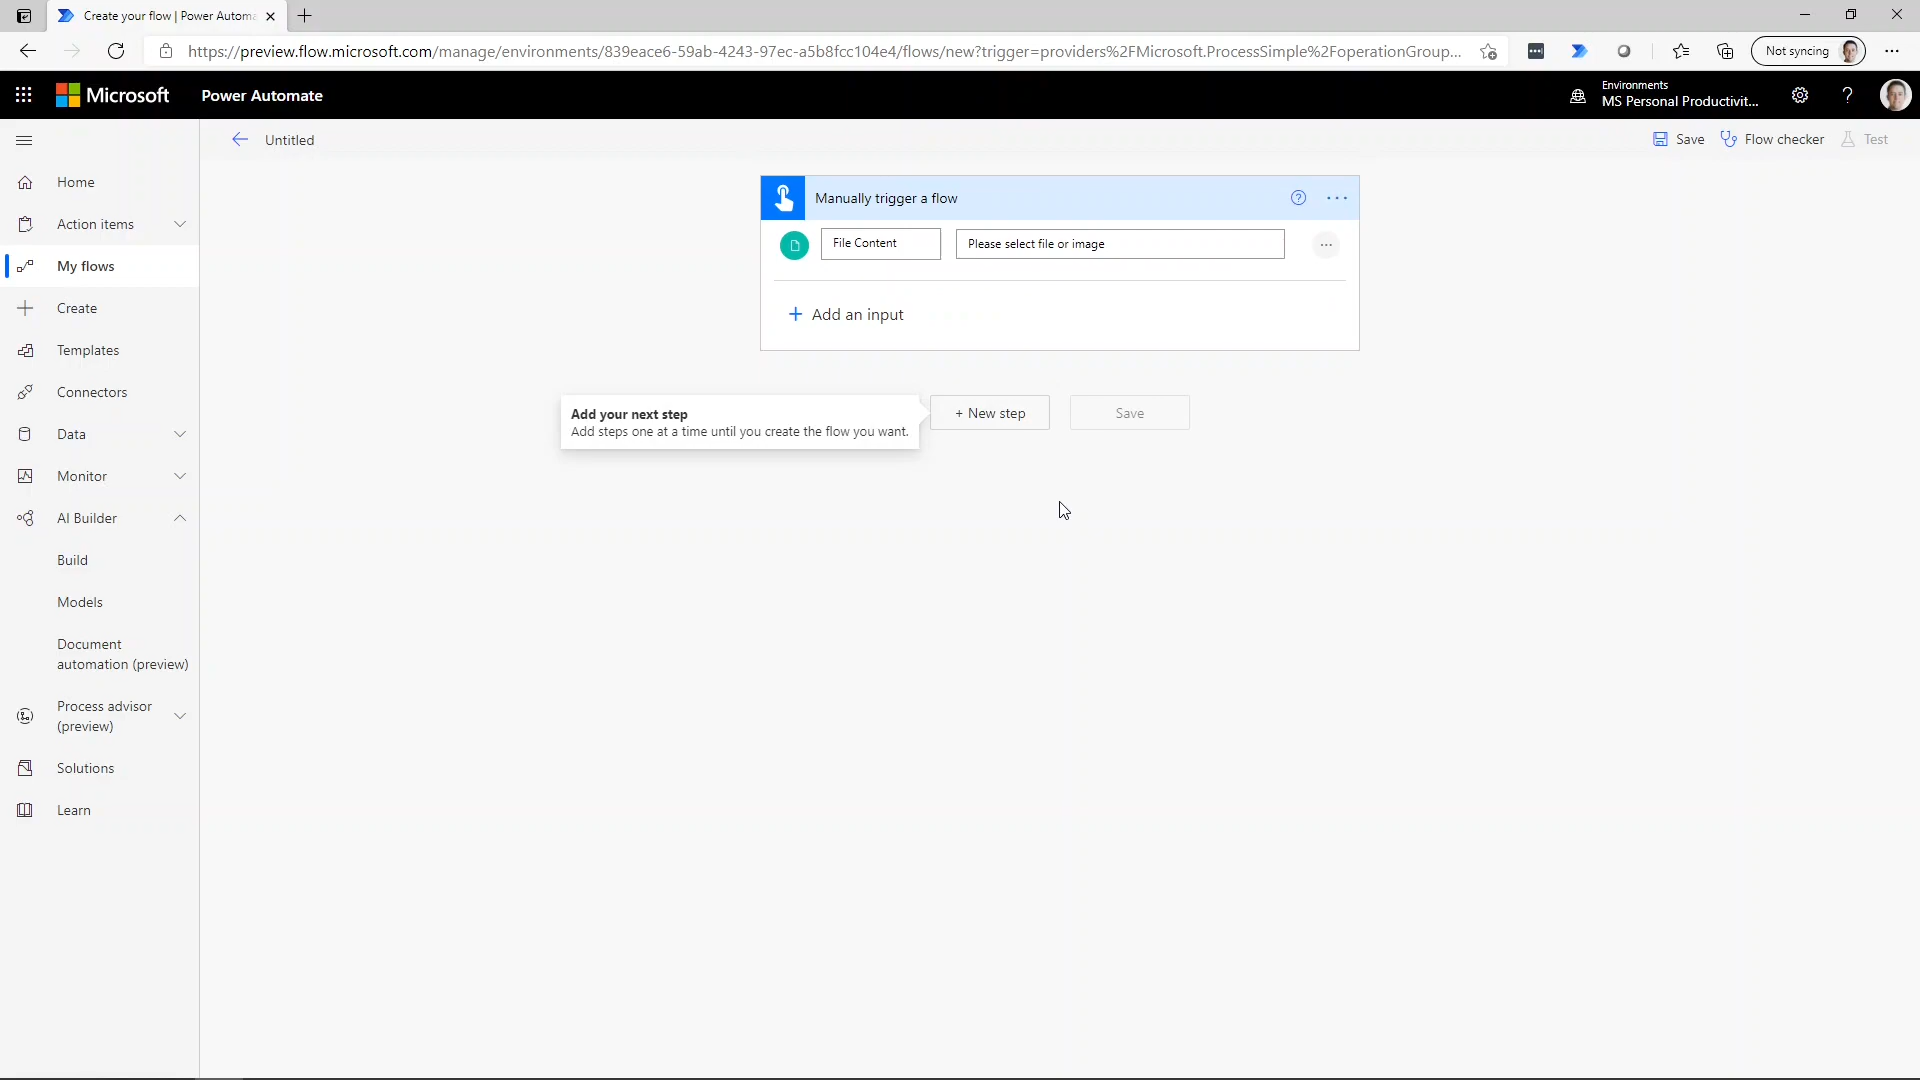 Create your flow | Power Automa
https://preview.flow.microsoft.com/manage/environments/839eace6-59ab-4243-97ec-a5b8fcc104e4/flows/new?trigger=providers%2FMicrosoft.ProcessSimple%2FoperationGroup...
Not syncing
Microsoft
Power Automate
Environments
MS Personal Productivit...
?
Untitled
Save
Flow checker
Test
Home
Action items
My flows
Create
Templates
Connectors
Data
Monitor
AI Builder
Build
Models
Document
automation (preview)
Process advisor
(preview)
Solutions
Learn
Manually trigger a flow
?
...
File Content
Please select file or image
...
+ Add an input
Add your next step
Add steps one at a time until you create the flow you want.
+ New step
Save